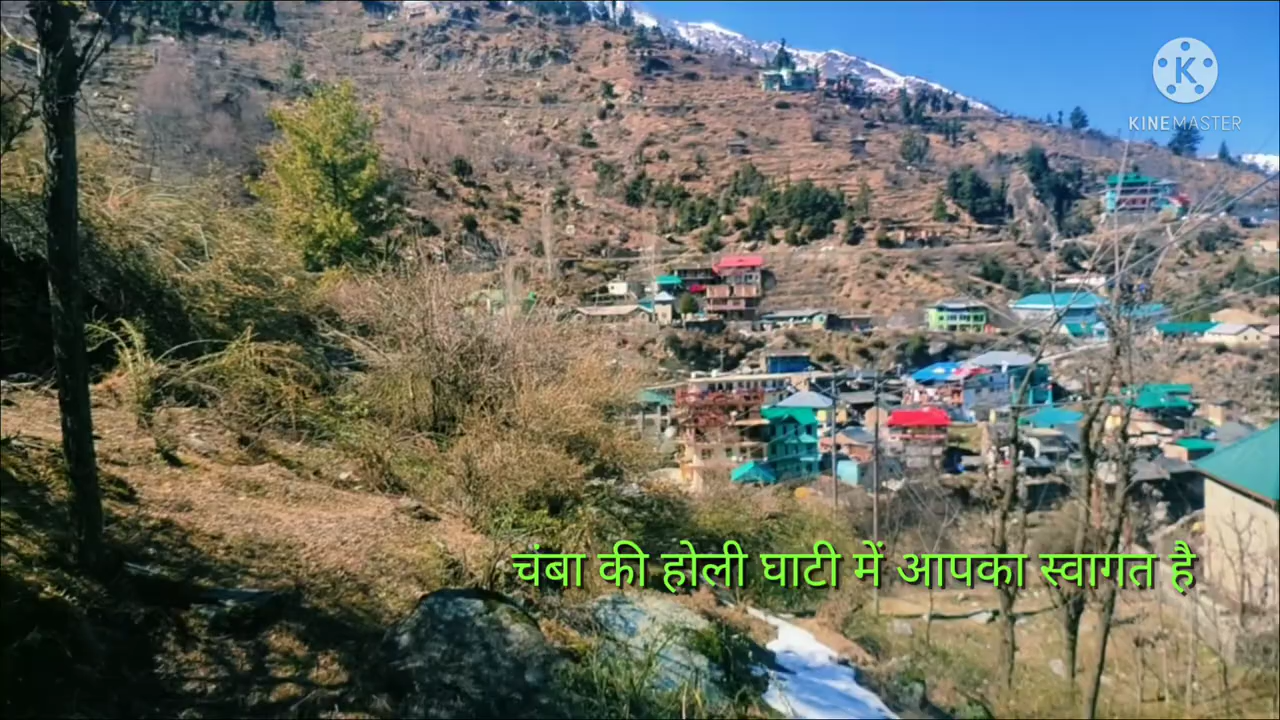 K
KINEMASTER
चंबा की होली घाटी में आपका स्वागत है